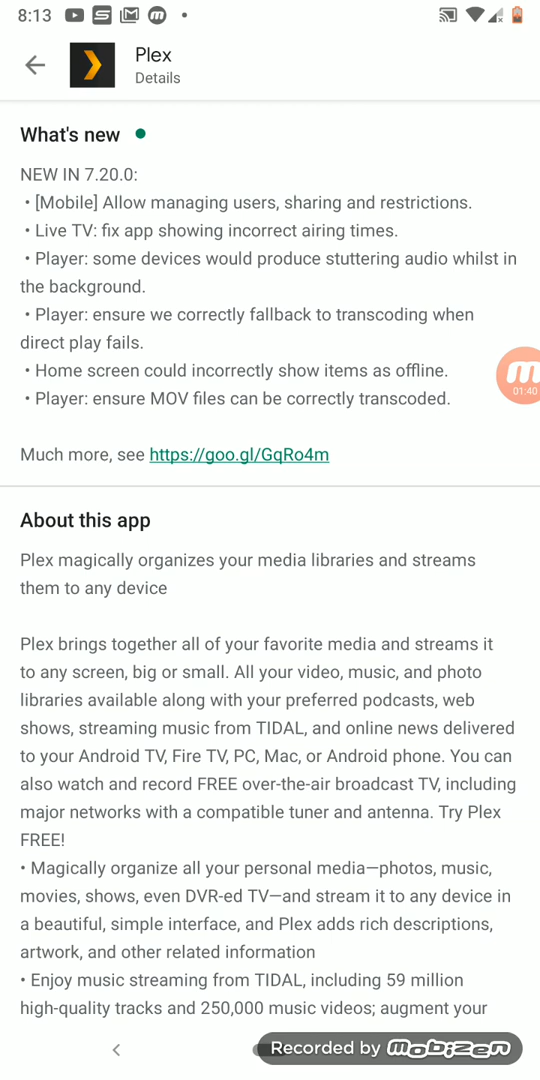 8:13
Plex
Details
What's new
NEW IN 7.20.0:
• [Mobile] Allow managing users, sharing and restrictions.
• Live TV: fix app showing incorrect airing times.
• Player: some devices would produce stuttering audio whilst in
the background.
• Player: ensure we correctly fallback to transcoding when
direct play fails.
• Home screen could incorrectly show items as offline.
• Player: ensure MOV files can be correctly transcoded.
m
01:40
Much more, see https://goo.gl/GqRo4m
About this app
Plex magically organizes your media libraries and streams
them to any device
Plex brings together all of your favorite media and streams it
to any screen, big or small. All your video, music, and photo
libraries available along with your preferred podcasts, web
shows, streaming music from TIDAL, and online news delivered
to your Android TV, Fire TV, PC, Mac, or Android phone. You can
also watch and record FREE over-the-air broadcast TV, including
major networks with a compatible tuner and antenna. Try Plex
FREE!
• Magically organize all your personal media—photos, music,
movies, shows, even DVR-ed TV—and stream it to any device in
a beautiful, simple interface, and Plex adds rich descriptions,
artwork, and other related information
• Enjoy music streaming from TIDAL, including 59 million
high-quality tracks and 250,000 music videos; augment your
Recorded by mobizen